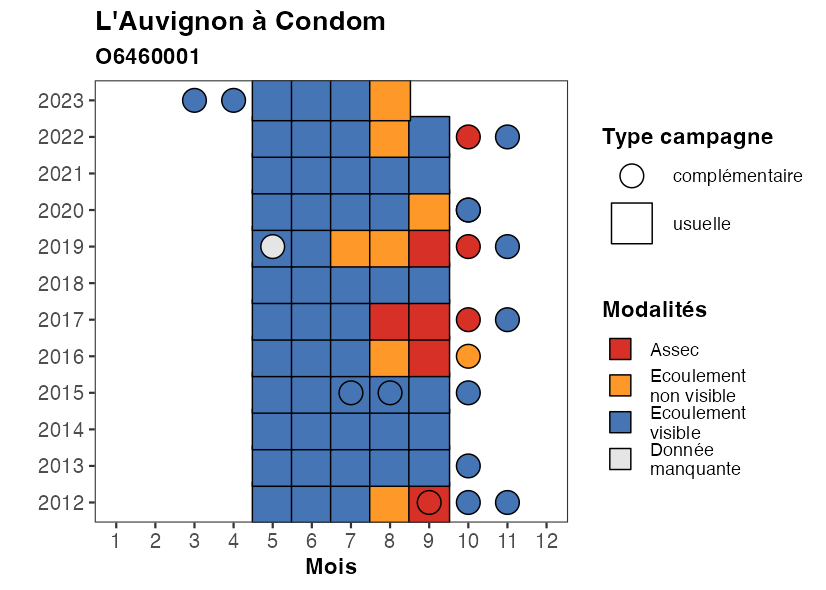 L'Auvignon à Condom
O6460001
2023
2022
2021
2020
2019
2018
2017
2016
2015
2014
2013
2012
1 2 3 4 5 6 7 8 9 10 11 12
Mois
Type campagne
complémentaire
usuelle
Modalités
Assec
Ecoulement
non visible
Ecoulement
visible
Donnée
manquante